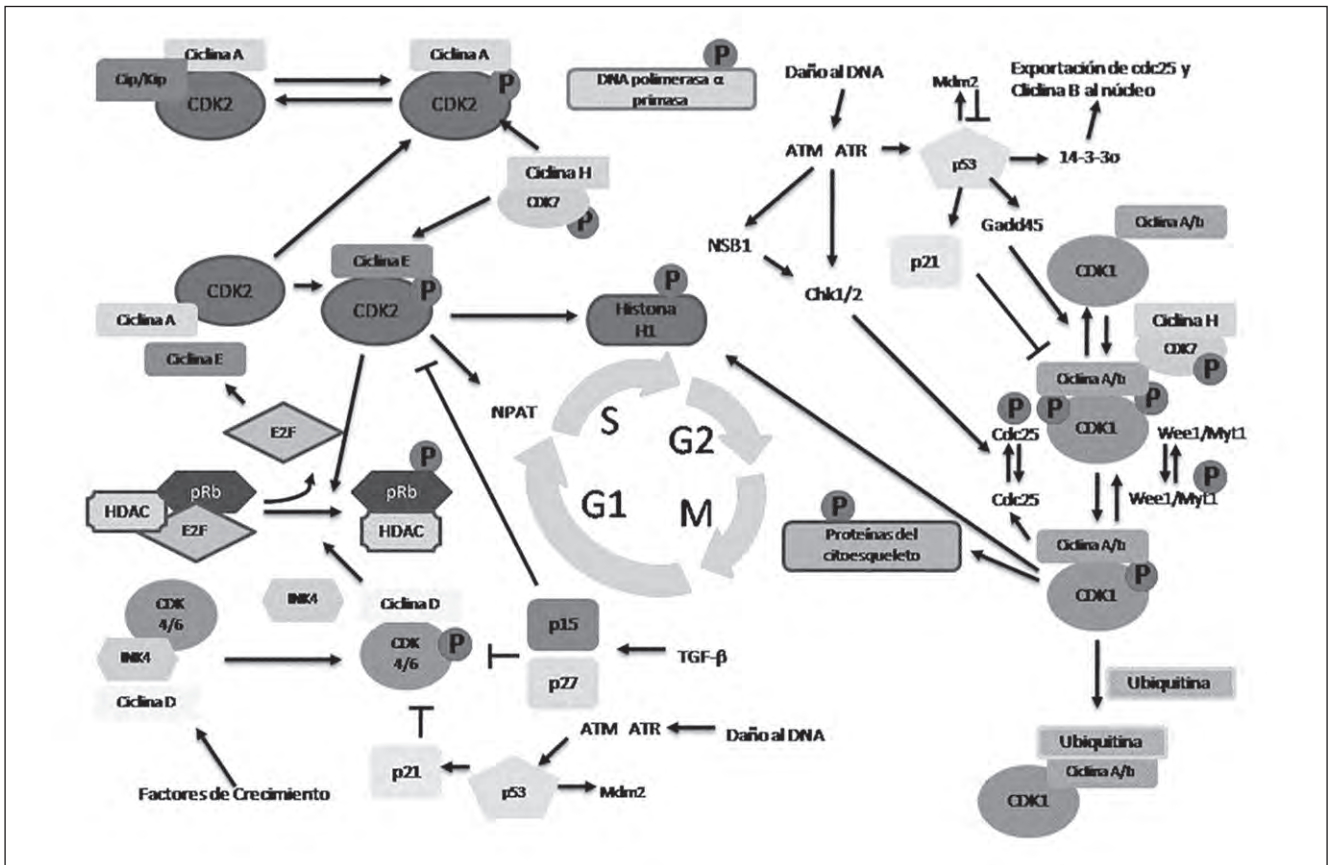 Ciclina A
Cip/Kip
CDK2
Ciclina A
P
CDK2
P
DNA polimerasa α
primasa
Daño al DNA
Mdm2
Exportación de cdc25 y
Cliclina B al núcleo
ATM ATR
p53
14-3-3σ
Ciclina H
CDK7
P
NSB1
p21
Gadd45
Ciclina A/b
CDK1
Chk1/2
CDK2
Ciclina A
Ciclina E
Ciclina E
P
CDK2
P
Histona
H1
Ciclina H
CDK7
P
Ciclina A/b
P
P
P
CDK1
Cdc25
Wee1/Myt1
P
Cdc25
Wee1/Myt1
NPAT
S
G2
G1
M
E2F
pRb
HDAC
E2F
P
pRb
HDAC
P
Proteínas del
citoesqueleto
Ciclina A/b
P
CDK1
CDK
4/6
INK4
Ciclina D
INK4
Ciclina D
CDK
4/6
P
p15
p27
TGF-β
Ubiquitina
ATM ATR
Daño al DNA
p21
p53
Mdm2
Factores de Crecimiento
Ubiquitina
Ciclina A/b
CDK1